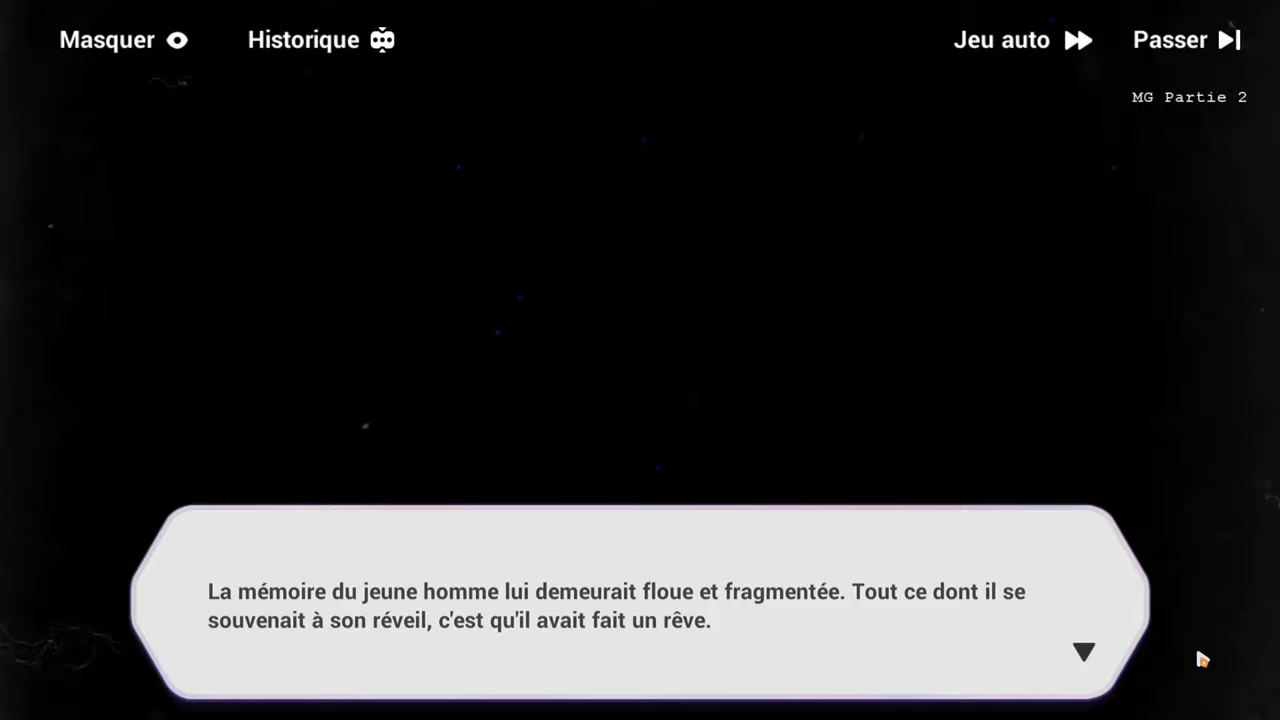 Masquer
Historique
Jeu auto
Passer
MG Partie 2
La mémoire du jeune homme lui demeurait floue et fragmentée. Tout ce dont il se
souvenait à son réveil, c'est qu'il avait fait un rêve.